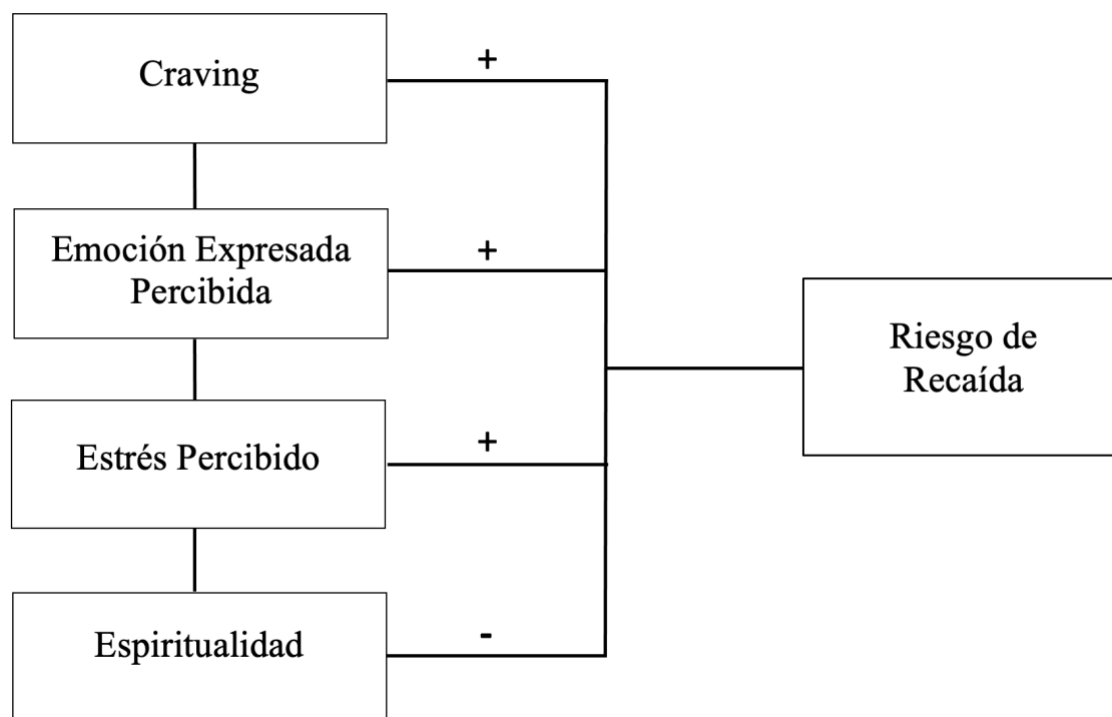 Craving
+
Emoción Expresada
Percibida
+
Estrés Percibido
+
Espiritualidad
-
Riesgo de
Recaída